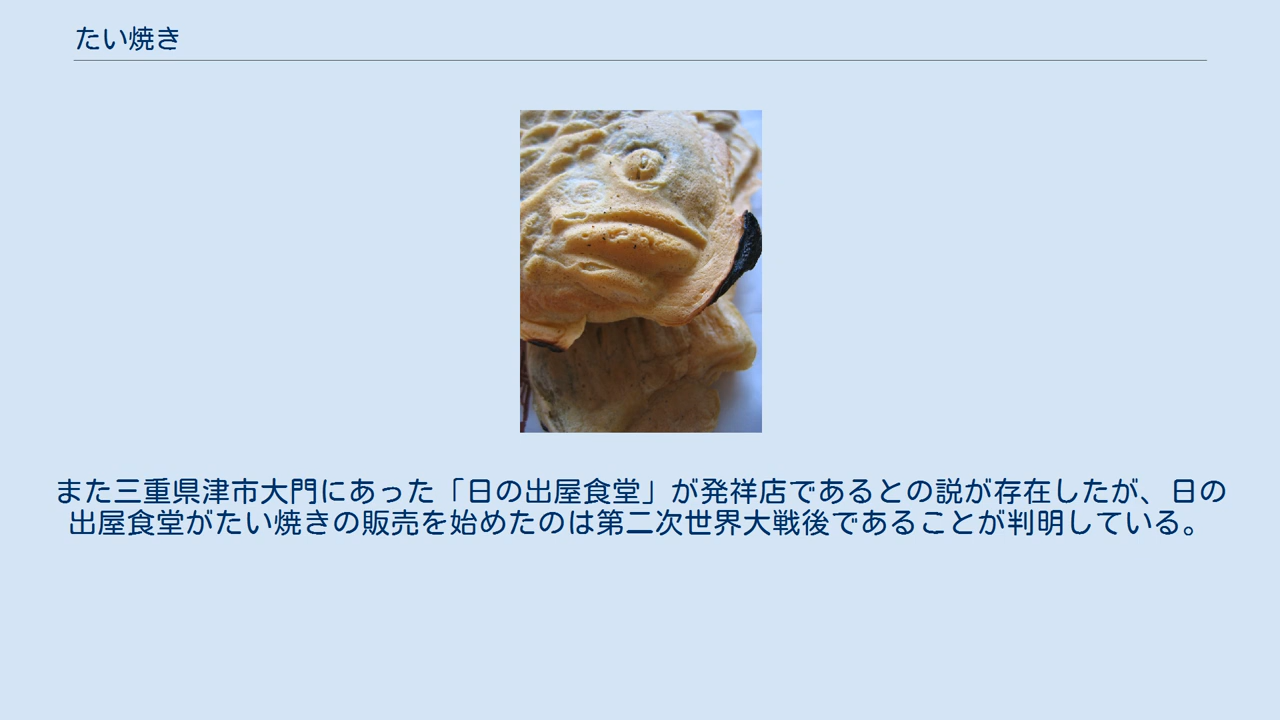 たい焼き
また三重県津市大門にあった「日の出屋食堂」が発祥店であるとの説が存在したが、日の
出屋食堂がたい焼きの販売を始めたのは第二次世界大戦後であることが判明している。